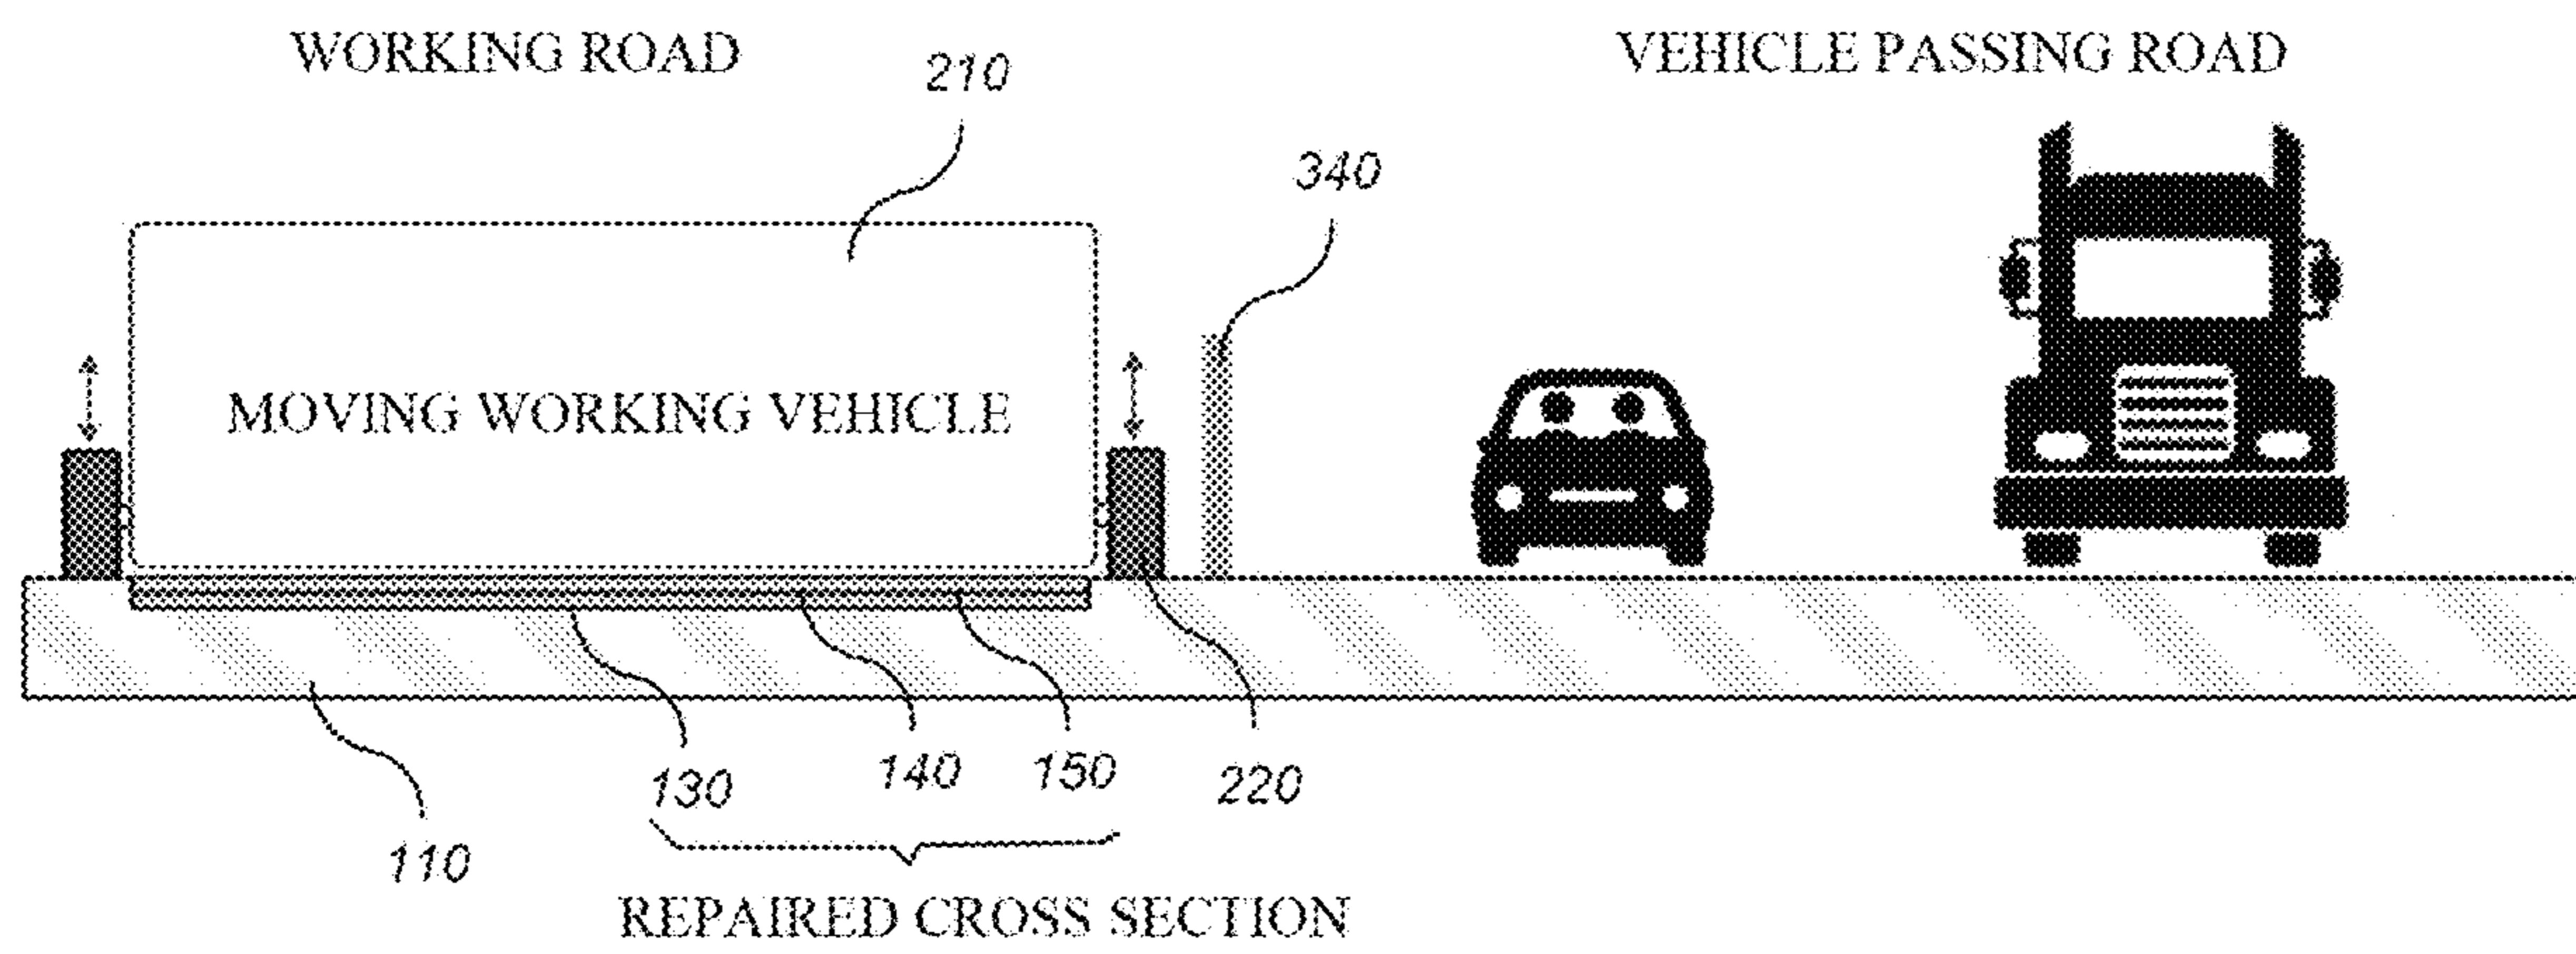 WORKING ROAD
VEHICLE PASSING ROAD
210
340
MOVING WORKING VEHICLE
130
140
150
220
110
REPAIRED CROSS SECTION